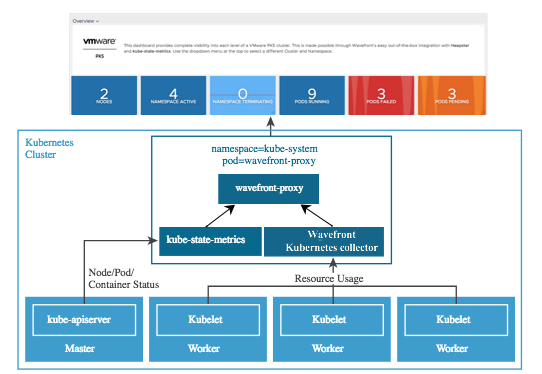 Overview
vmware
PKS
This dashboard provides complete visibility into each level of a VMware PKS cluster. This is made possible through Wavefront's easy out-of-the-box integration with Heapster
and kube-state-metrics. Use the dropdown menu at the top to select a different Cluster and Namespace.
2
NODES
4
NAMESPACE ACTIVE
0
NAMESPACE TERMINATING
9
PODS RUNNING
3
PODS FAILED
3
PODS PENDING
Kubernetes
Cluster
namespace=kube-system
pod=wavefront-proxy
wavefront-proxy
kube-state-metrics
Wavefront
Kubernetes collector
Node/Pod/
Container Status
Resource Usage
kube-apiserver
Master
Kubelet
Worker
Kubelet
Worker
Kubelet
Worker